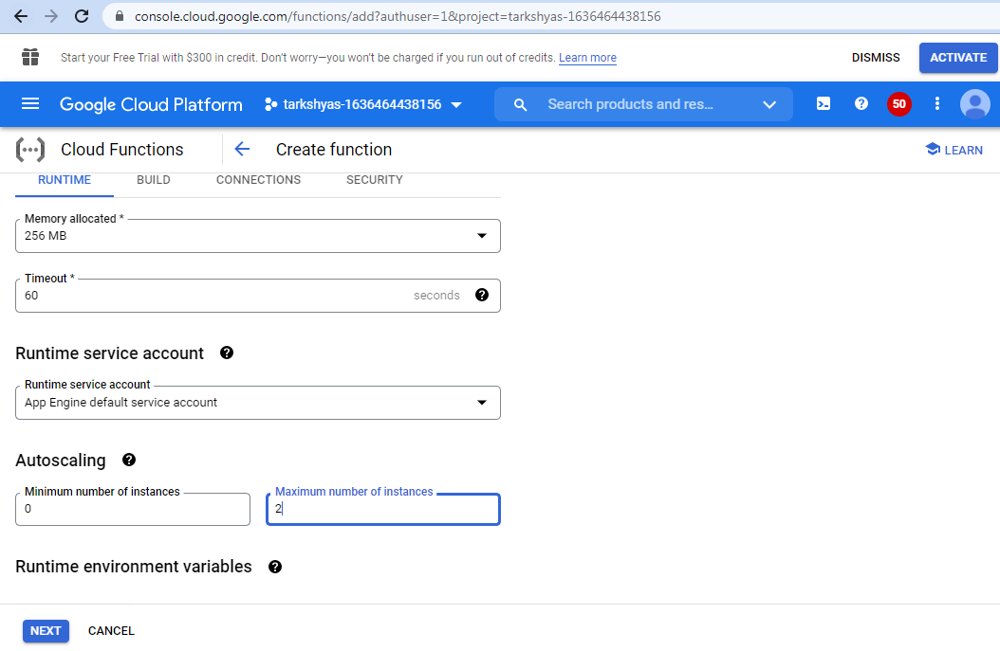 console.cloud.google.com/functions/add?authuser=1&project=tarkshyas-1636464438156
Start your Free Trial with $300 in credit. Don't worry—you won't be charged if you run out of credits. Learn more
DISMISS
ACTIVATE
Google Cloud Platform
tarkshyas-1636464438156
Search products and res...
50
Cloud Functions
Create function
LEARN
RUNTIME
BUILD
CONNECTIONS
SECURITY
Memory allocated *
256 MB
Timeout *
60
seconds
Runtime service account
Runtime service account
App Engine default service account
Autoscaling
Minimum number of instances
0
Maximum number of instances
2
Runtime environment variables
NEXT
CANCEL